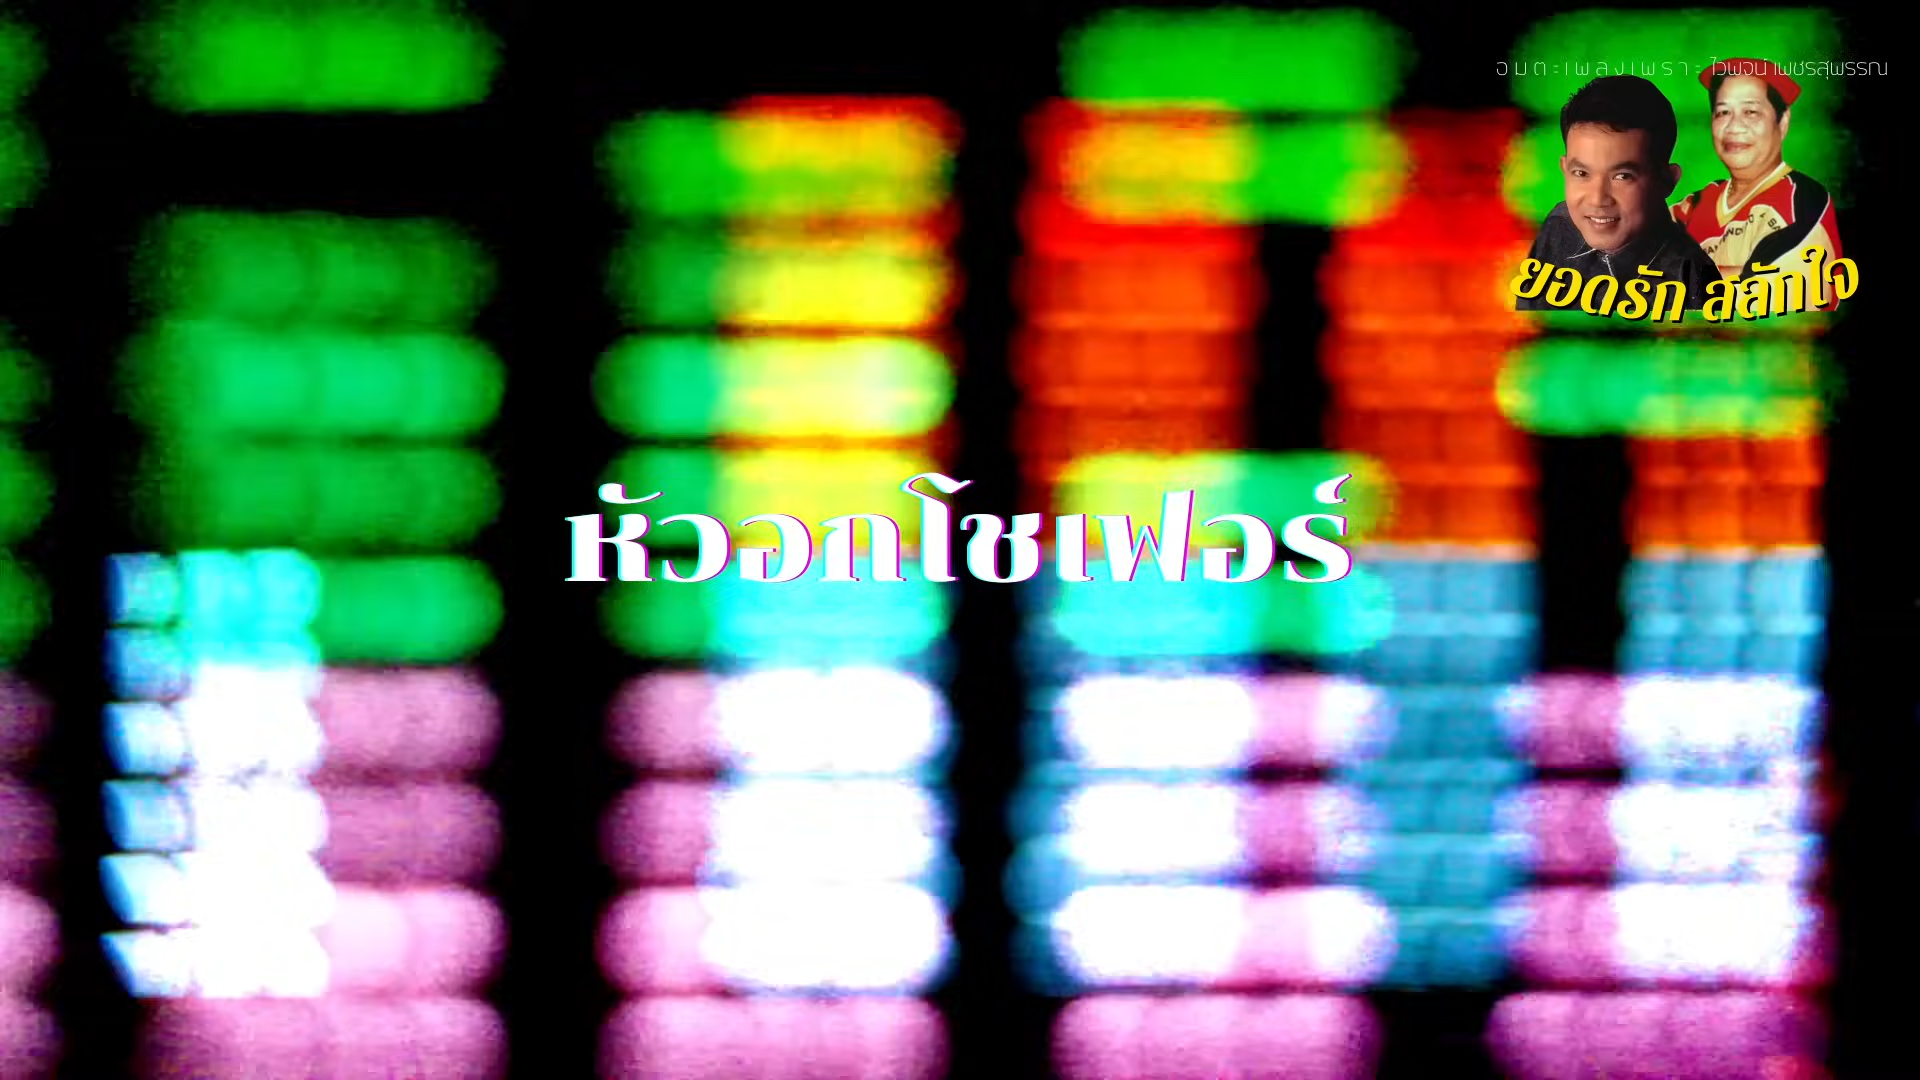 อมตะเพลงเพราะ ไวพจน์ เพชรสุพรรณ
ยอดรัก สลักใจ
หัวอกโชเฟอร์